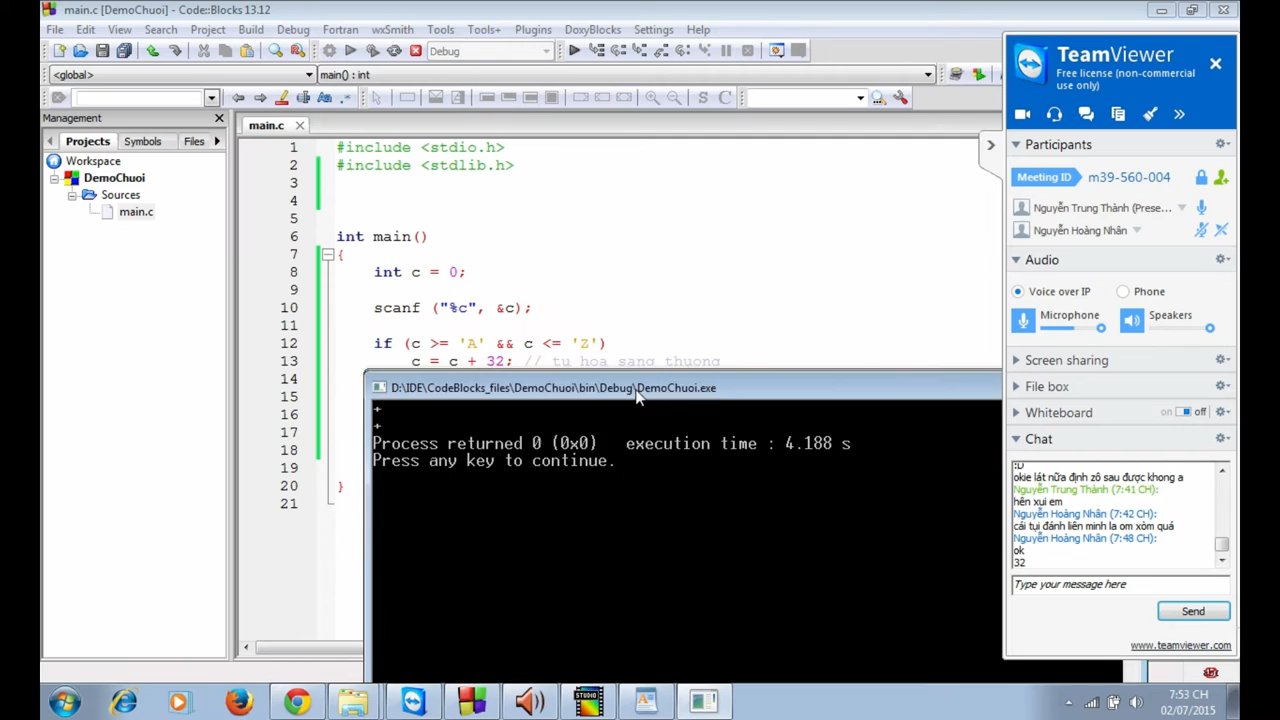 main.c [DemoChuoi] - Code::Blocks 13.12
File Edit View Search Project Build Debug Fortran wxSmith Tools Tools+ Plugins DoxyBlocks Settings Help
Debug
<global> main() : int
Management
Projects Symbols Files
Workspace
DemoChuoi
Sources
main.c
main.c
1 #include <stdio.h>
2 #include <stdlib.h>
3
4
5
6 int main()
7 {
8 int c = 0;
9
10 scanf ("%c", &c);
11
12 if (c >= 'A' && c <= 'Z')
13 c = c + 32; // tu hoa sang thuong
14
15
16
17
18
19
20 }
21
D:\IDE\CodeBlocks_files\DemoChuoi\bin\Debug\DemoChuoi.exe
+
+
Process returned 0 (0x0) execution time : 4.188 s
Press any key to continue.
TeamViewer
Free license (non-commercial
use only)
Participants
Meeting ID m39-560-004
Nguyễn Trung Thành (Prese...
Nguyễn Hoàng Nhân
Audio
Voice over IP Phone
Microphone Speakers
Screen sharing
File box
Whiteboard on off
Chat
:D
okie lát nữa định zô sau được khong a
Nguyễn Trung Thành (7:41 CH):
hên xui em
Nguyễn Hoàng Nhân (7:42 CH):
cái tụi đánh liên minh la om xòm quá
Nguyễn Hoàng Nhân (7:48 CH):
ok
32
Type your message here
Send
www.teamviewer.com
STUDIO
7:53 CH
02/07/2015